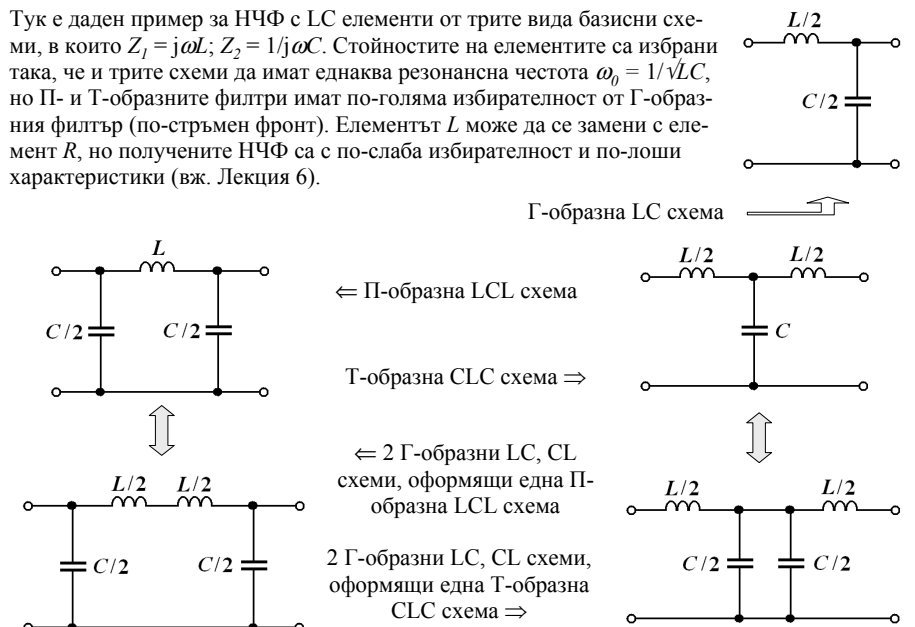 Тук е даден пример за НЧФ с LC елементи от трите вида базисни схе-
ми, в които Z₁ = jωL; Z₂ = 1/jωC. Стойностите на елементите са избрани
така, че и трите схеми да имат еднаква резонансна честота ω₀ = 1/√LC,
но П- и Т-образните филтри имат по-голяма избирателност от Г-образ-
ния филтър (по-стръмен фронт). Елементът L може да се замени с еле-
мент R, но получените НЧФ са с по-слаба избирателност и по-лоши
характеристики (вж. Лекция 6).
L/2
C/2
Г-образна LC схема
L
C/2 C/2
⇐ П-образна LCL схема
L/2 L/2
C
Т-образна CLC схема ⇒
⇐ 2 Г-образни LC, CL
схеми, оформящи една П-
образна LCL схема
L/2 L/2
C/2 C/2
2 Г-образни LC, CL схеми,
оформящи една Т-образна
CLC схема ⇒
L/2 L/2
C/2 C/2